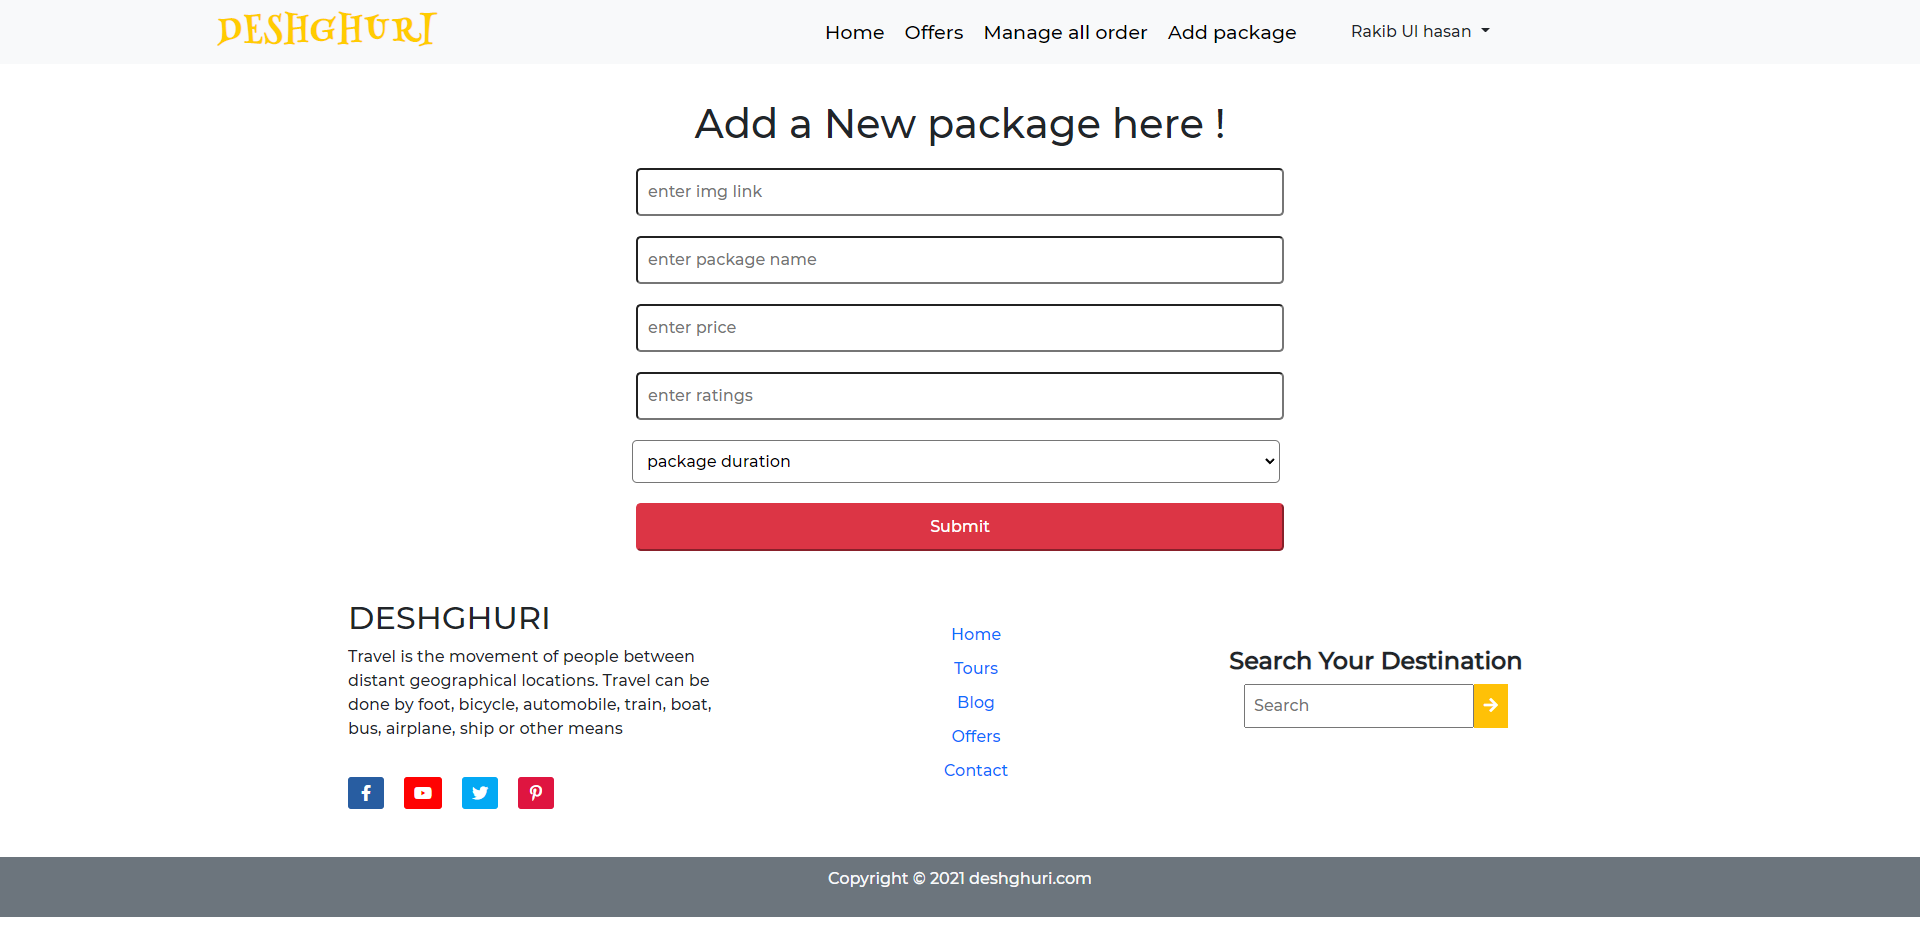 DESHGHURI
Home Offers Manage all order Add package Rakib Ul hasan
Add a New package here !
enter img link
enter package name
enter price
enter ratings
package duration
Submit
DESHGHURI
Travel is the movement of people between
distant geographical locations. Travel can be
done by foot, bicycle, automobile, train, boat,
bus, airplane, ship or other means
Home
Tours
Blog
Offers
Contact
Search Your Destination
Search
Copyright © 2021 deshghuri.com